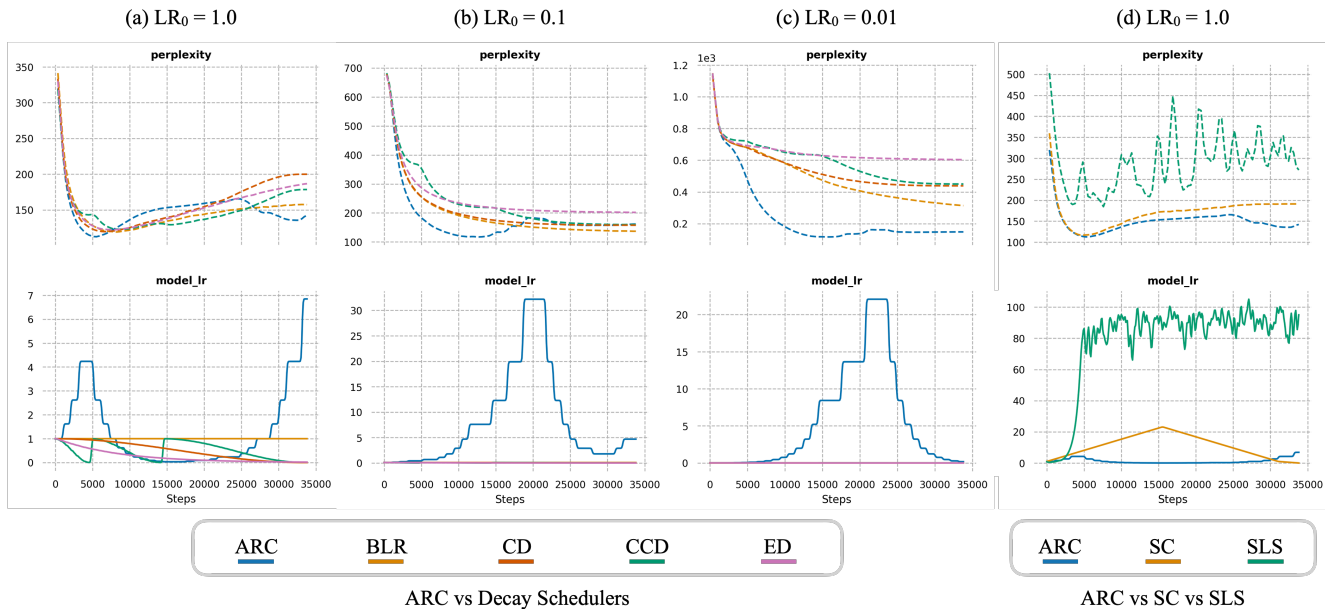 (a) LR₀ = 1.0
(b) LR₀ = 0.1
(c) LR₀ = 0.01
(d) LR₀ = 1.0
perplexity
350
300
250
200
150
perplexity
700
600
500
400
300
200
100
1e3
perplexity
1.2
1.0
0.8
0.6
0.4
0.2
perplexity
500
450
400
350
300
250
200
150
100
model_lr
7
6
5
4
3
2
1
0
0 5000 10000 15000 20000 25000 30000 35000
Steps
model_lr
30
25
20
15
10
5
0
0 5000 10000 15000 20000 25000 30000 35000
Steps
model_lr
20
15
10
5
0
0 5000 10000 15000 20000 25000 30000 35000
Steps
model_lr
100
80
60
40
20
0
0 5000 10000 15000 20000 25000 30000 35000
Steps
ARC BLR CD CCD ED
ARC SC SLS
ARC vs Decay Schedulers
ARC vs SC vs SLS